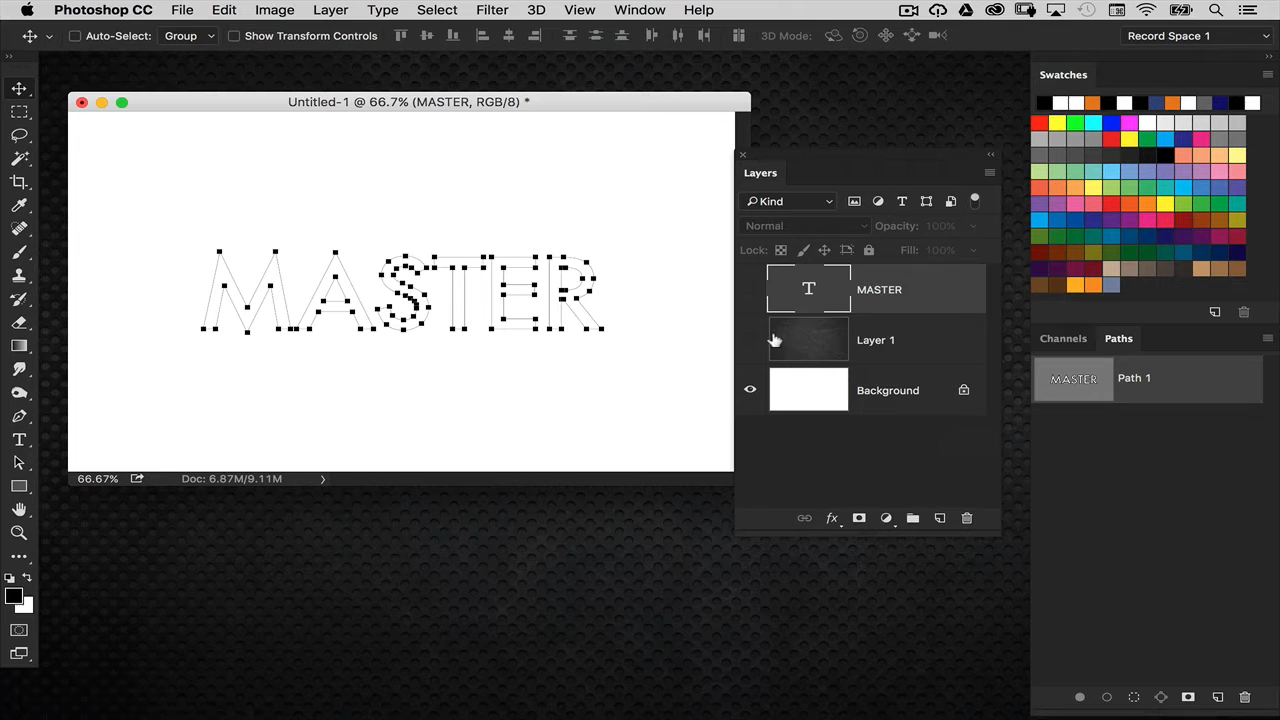 Photoshop CC File Edit Image Layer Type Select Filter 3D View Window Help
Auto-Select: Group Show Transform Controls 3D Mode: Record Space 1
Swatches
Untitled-1 @ 66.7% (MASTER, RGB/8) *
Layers
Kind
Normal Opacity: 100%
Lock: Fill: 100%
MASTER
T MASTER
Layer 1
Channels Paths
MASTER Path 1
Background
66.67% Doc: 6.87M/9.11M
fx